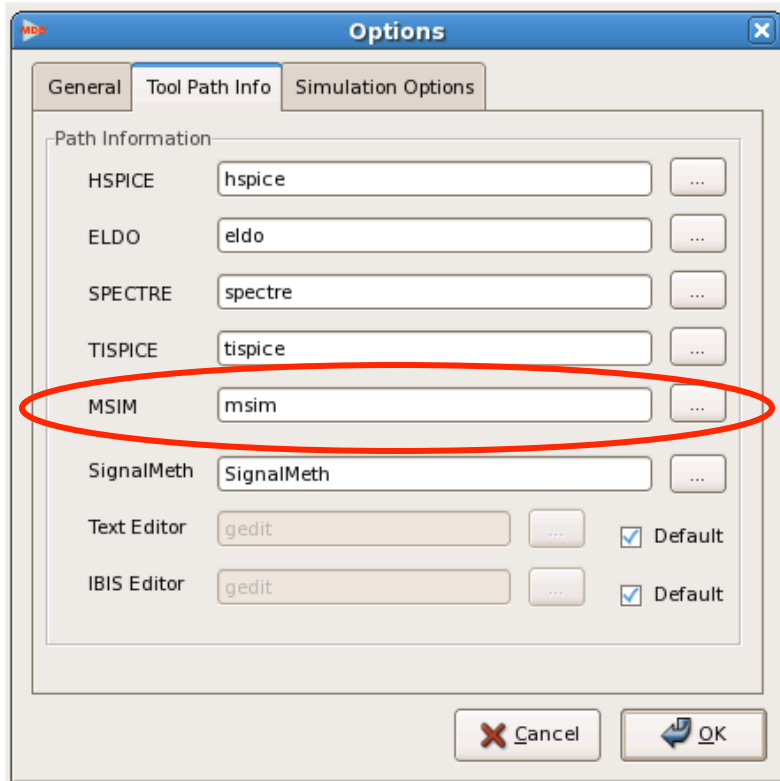 MDD Options
General Tool Path Info Simulation Options
Path Information
HSPICE hspice ...
ELDO eldo ...
SPECTRE spectre ...
TISPICE tispice ...
MSIM msim ...
SignalMeth SignalMeth ...
Text Editor gedit ... Default
IBIS Editor gedit ... Default
Cancel OK